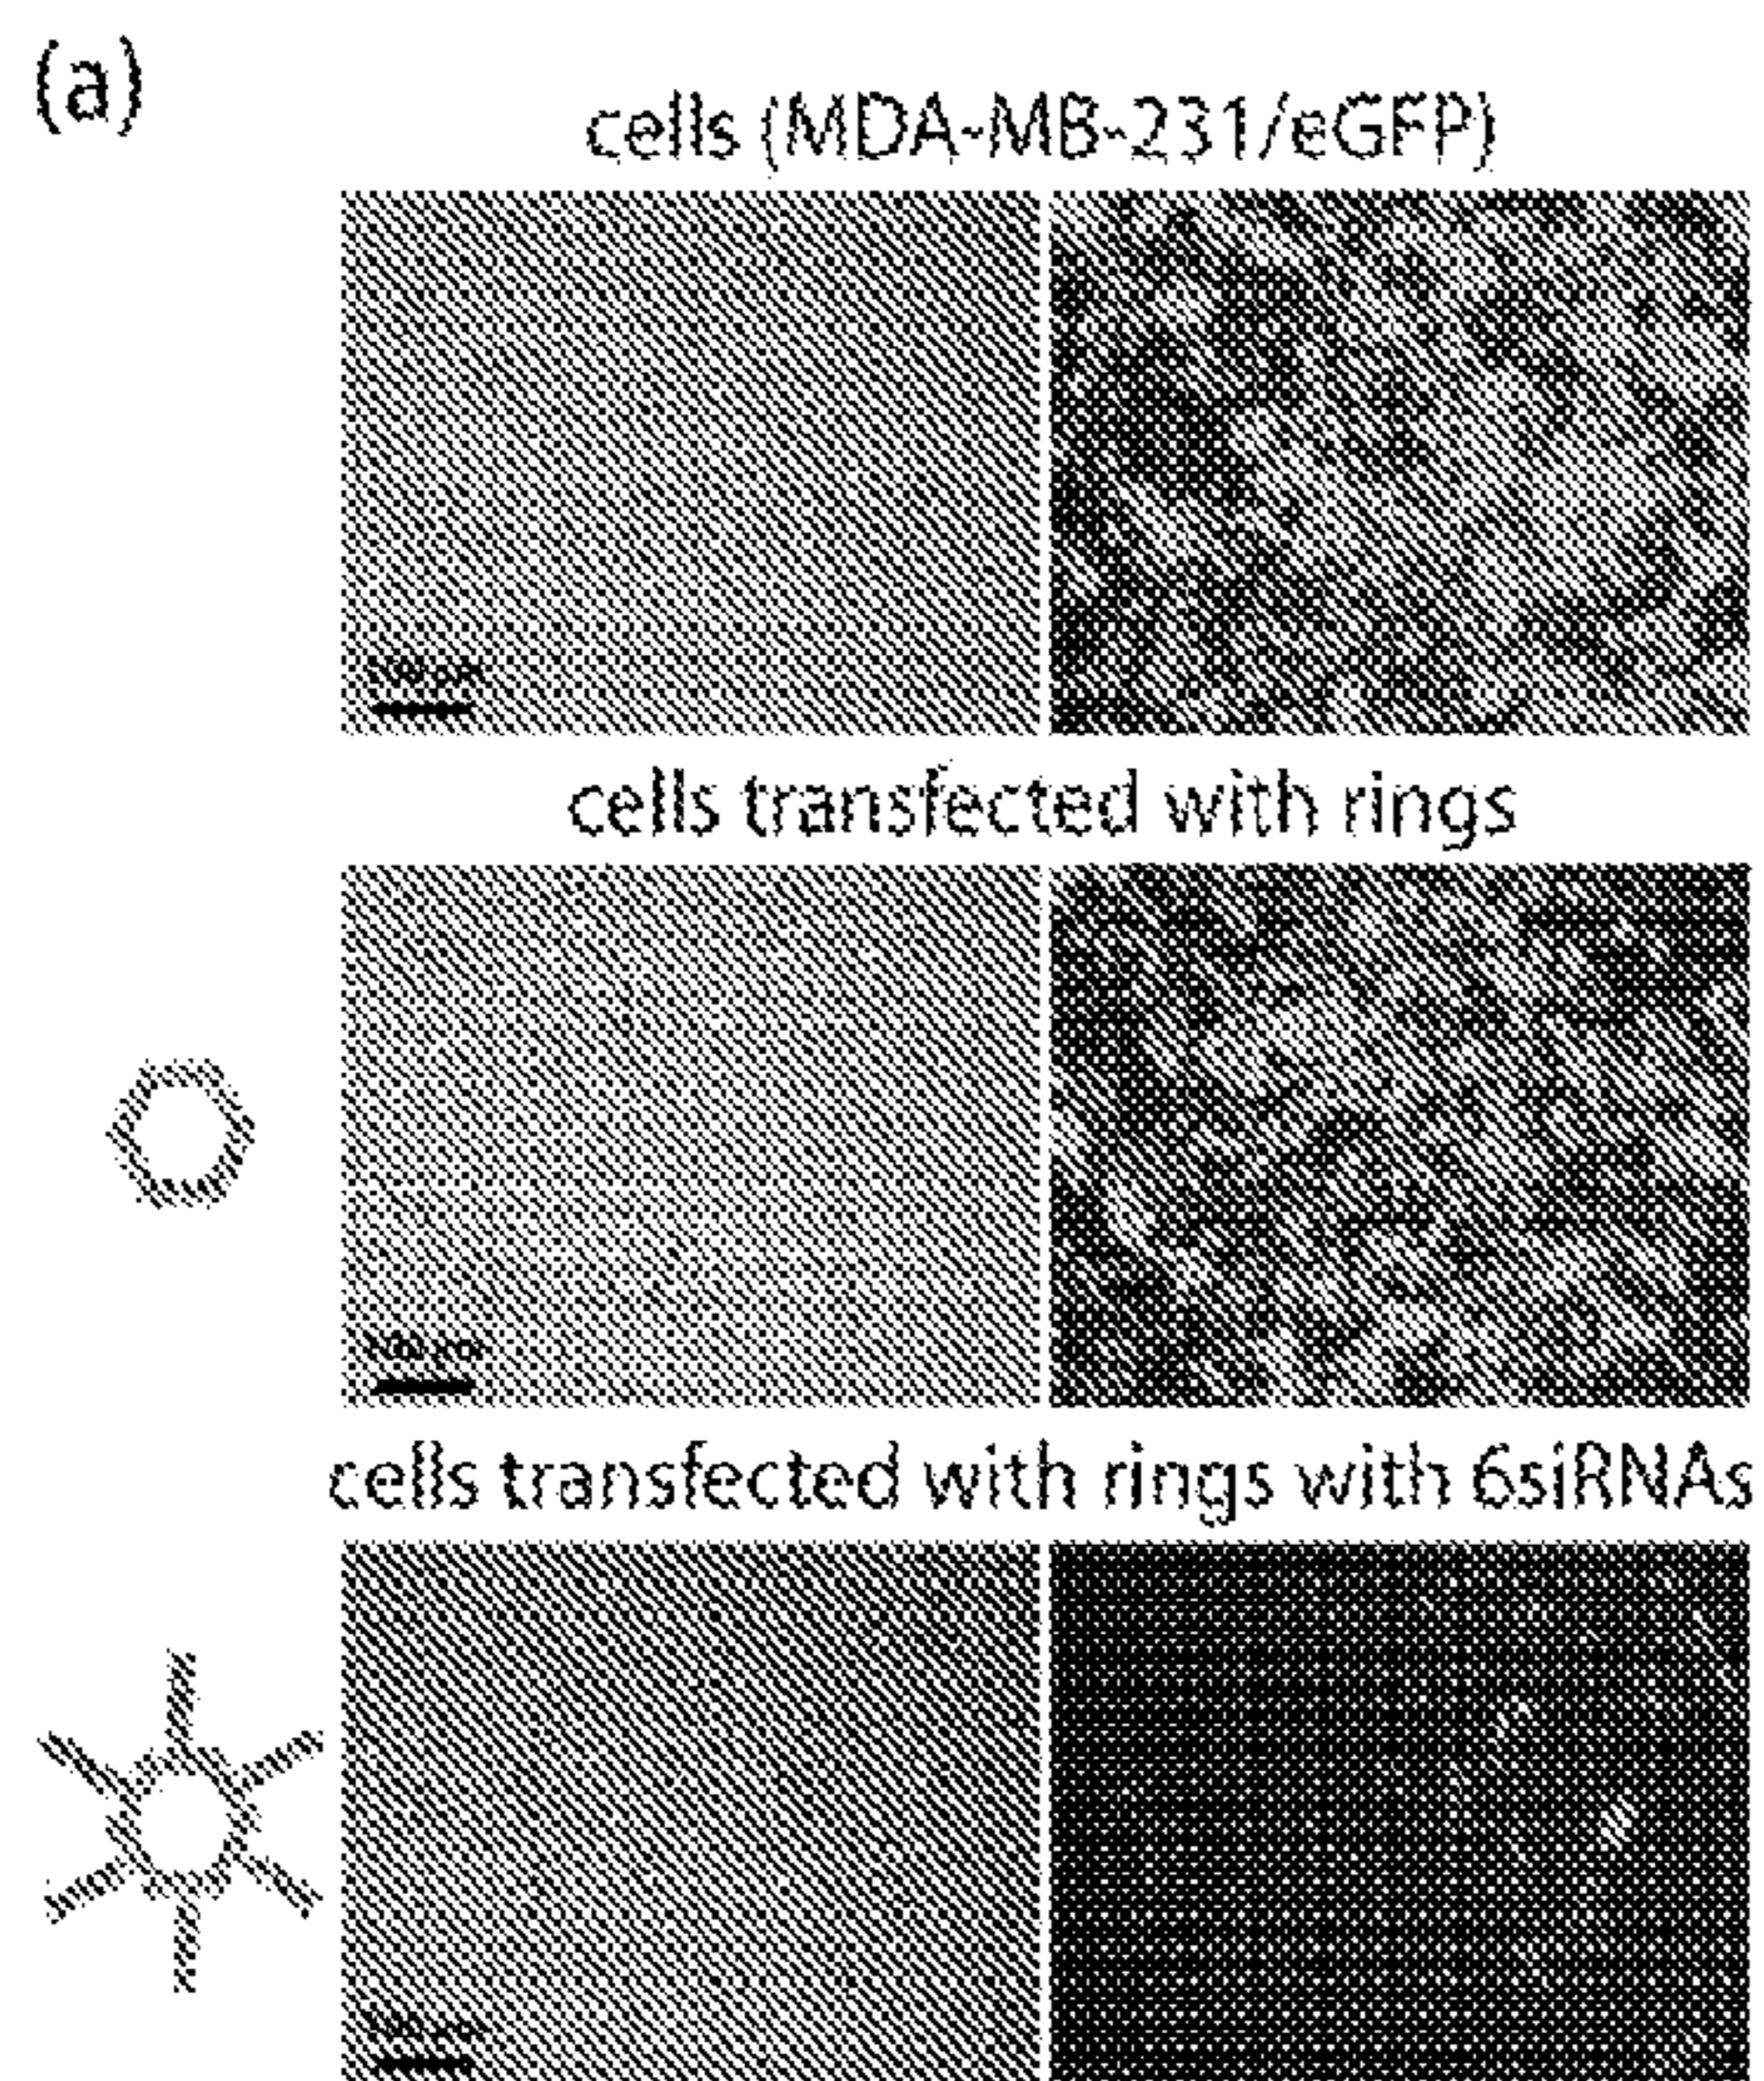 (a)
cells (MDA-MB-231/eGFP)
cells transfected with rings
cells transfected with rings with 6siRNAs